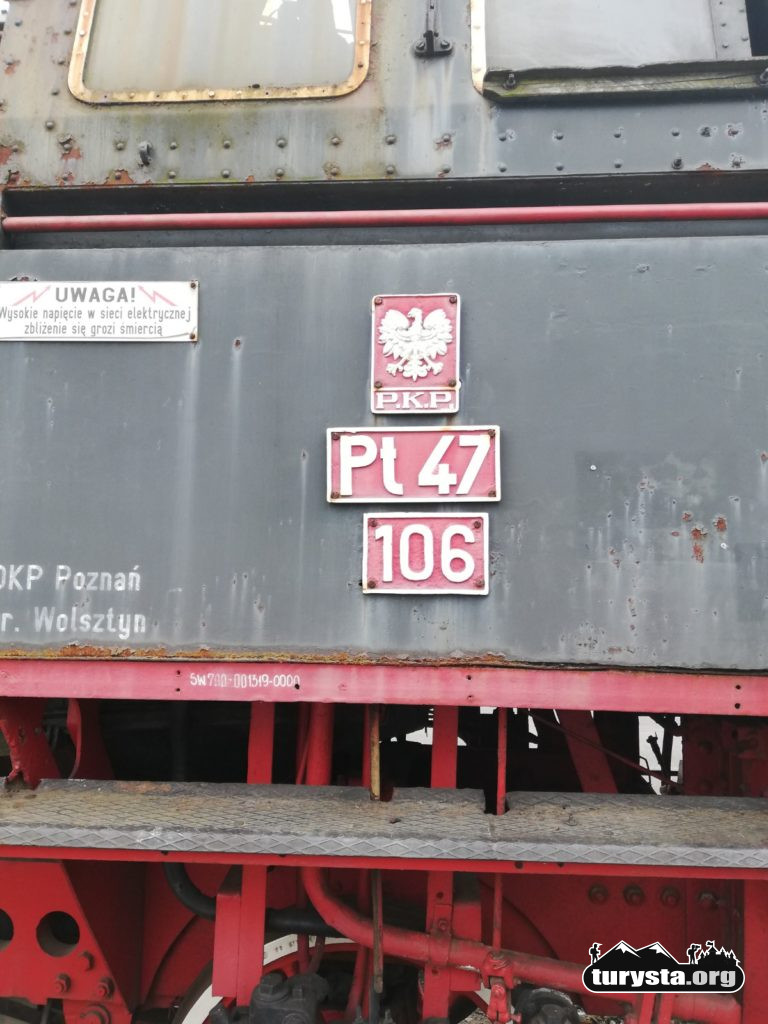 UWAGA!
Wysokie napięcie w sieci elektrycznej
zbliżenie się grozi śmiercią
P.K.P.
Pt 47
106
OKP Poznań
r. Wolsztyn
SW700-001519-0000
turysta.org